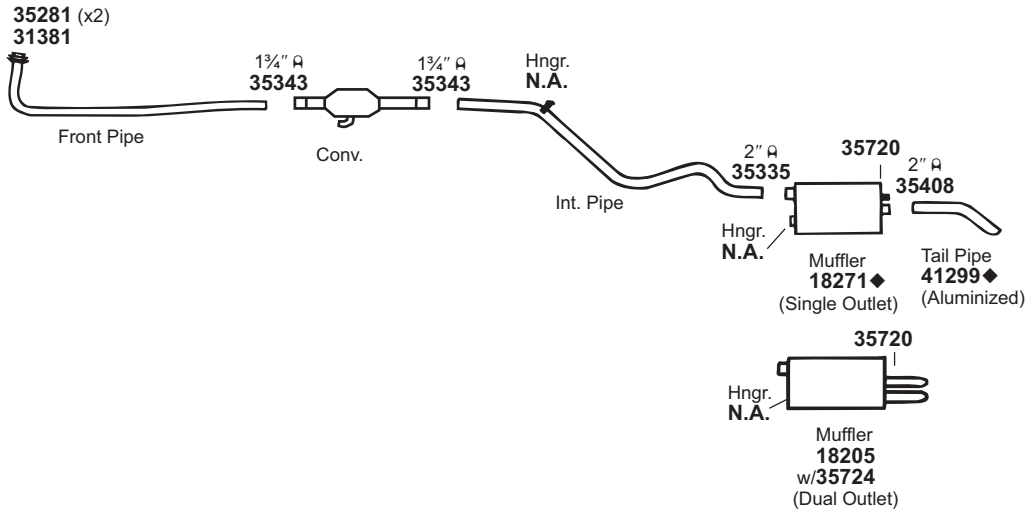 35281 (x2)
31381
Front Pipe
1¾″
35343
Conv.
1¾″
35343
Hngr.
N.A.
Int. Pipe
2″
35335
Hngr.
N.A.
35720
Muffler
18271◆
(Single Outlet)
2″
35408
Tail Pipe
41299◆
(Aluminized)
35720
Hngr.
N.A.
Muffler
18205
w/35724
(Dual Outlet)